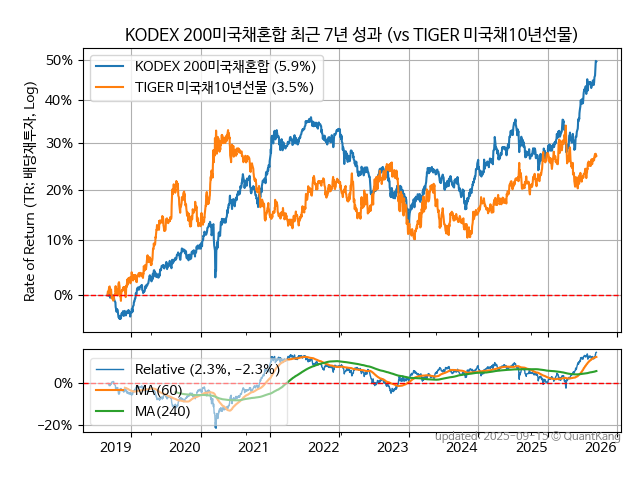 KODEX 200미국채혼합 최근 7년 성과 (vs TIGER 미국채10년선물)
50%
40%
30%
20%
10%
0%
Rate of Return (TR: 배당재투자, Log)
KODEX 200미국채혼합 (5.9%)
TIGER 미국채10년선물 (3.5%)
0%
−20%
Relative (2.3%, −2.3%)
MA(60)
MA(240)
updated: 2025-09-15 © QuantKang
2019 2020 2021 2022 2023 2024 2025 2026